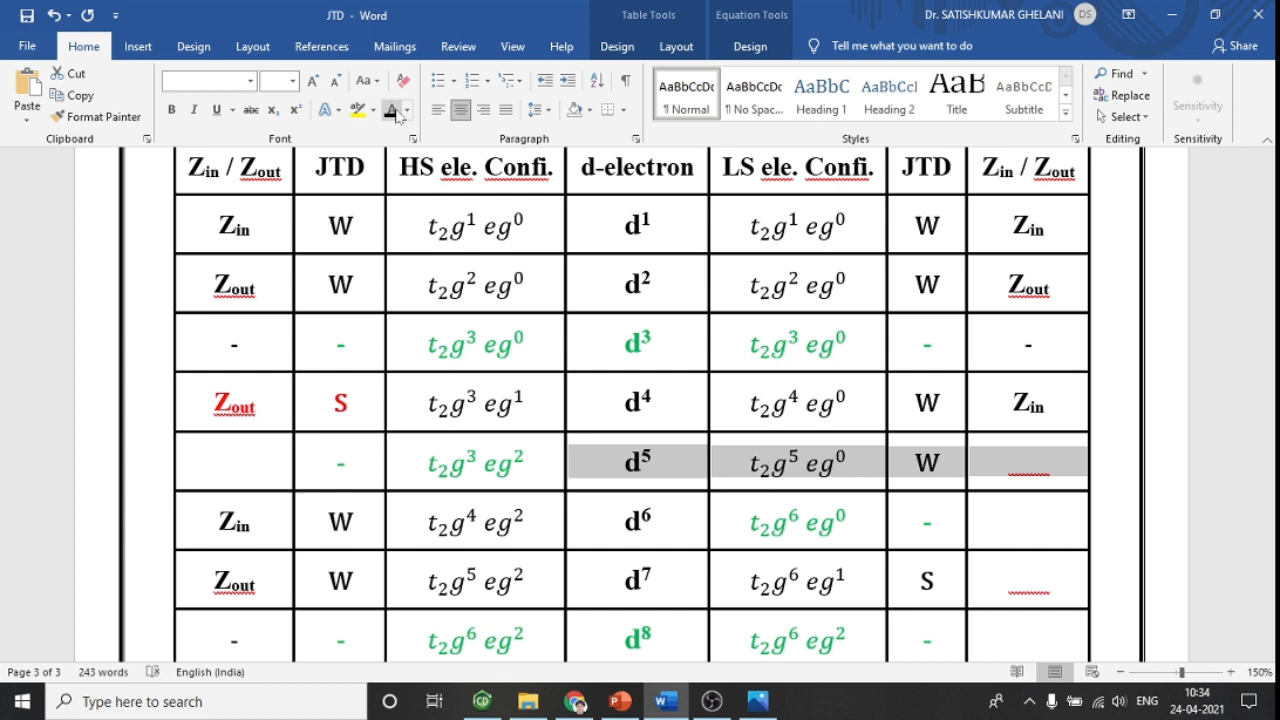 JTD - Word
Table Tools
Equation Tools
Dr. SATISHKUMAR GHELANI
DS
File Home Insert Design Layout References Mailings Review View Help Design Layout Design Tell me what you want to do Share
Cut
Copy
Format Painter
Paste
Clipboard
Aa
B I U abc x₂ x²
Font
Paragraph
AaBbCcDc AaBbCcDc AaBbC AaBbCcI AaB AaBbCcC
¶ Normal ¶ No Spac... Heading 1 Heading 2 Title Subtitle
Styles
Find
Replace
Select
Editing
Sensitivity
Sensitivity
Zin / Zout JTD HS ele. Confi. d-electron LS ele. Confi. JTD Zin / Zout
Zin W t₂g¹ eg⁰ d¹ t₂g¹ eg⁰ W Zin
Zout W t₂g² eg⁰ d² t₂g² eg⁰ W Zout
- - t₂g³ eg⁰ d³ t₂g³ eg⁰ - -
Zout S t₂g³ eg¹ d⁴ t₂g⁴ eg⁰ W Zin
- t₂g³ eg² d⁵ t₂g⁵ eg⁰ W
Zin W t₂g⁴ eg² d⁶ t₂g⁶ eg⁰ -
Zout W t₂g⁵ eg² d⁷ t₂g⁶ eg¹ S
- - t₂g⁶ eg² d⁸ t₂g⁶ eg² -
Page 3 of 3 243 words English (India) 150%
Type here to search
ENG
10:34
24-04-2021